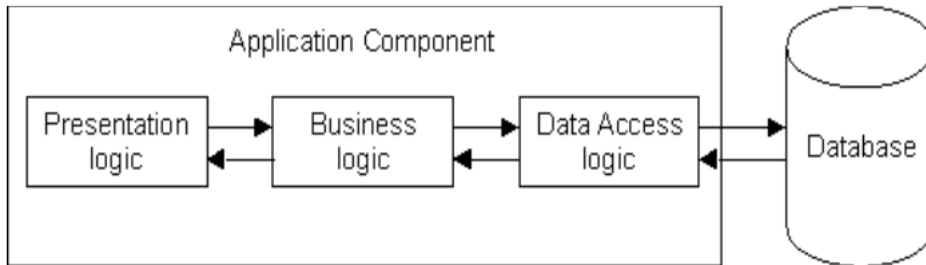 Application Component
Presentation
logic
Business
logic
Data Access
logic
Database